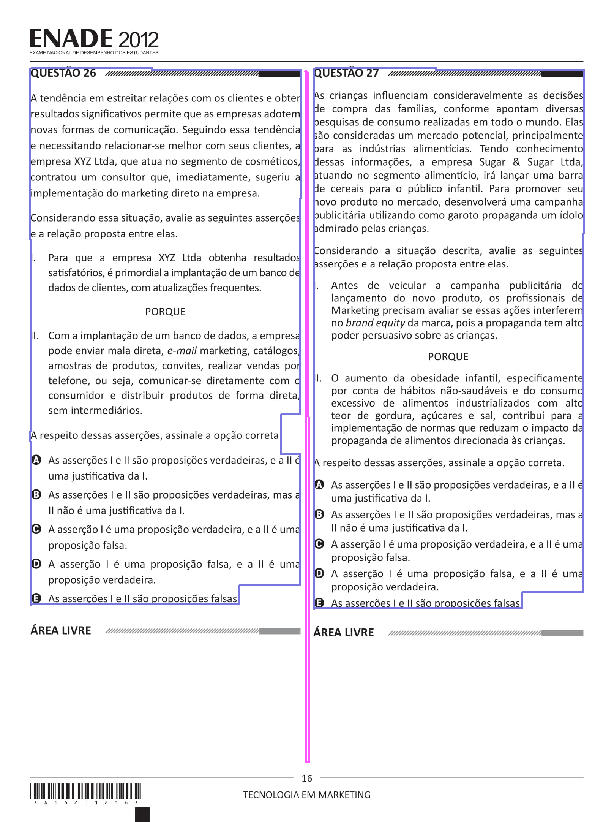 ENADE 2012
EXAME NACIONAL DE DESEMPENHO DOS ESTUDANTES
QUESTÃO 26
A tendência em estreitar relações com os clientes e obter
resultados significativos permite que as empresas adotem
novas formas de comunicação. Seguindo essa tendência
e necessitando relacionar-se melhor com seus clientes, a
empresa XYZ Ltda, que atua no segmento de cosméticos,
contratou um consultor que, imediatamente, sugeriu a
implementação do marketing direto na empresa.
Considerando essa situação, avalie as seguintes asserções
e a relação proposta entre elas.
I. Para que a empresa XYZ Ltda obtenha resultados
satisfatórios, é primordial a implantação de um banco de
dados de clientes, com atualizações frequentes.
PORQUE
II. Com a implantação de um banco de dados, a empresa
pode enviar mala direta, e-mail marketing, catálogos,
amostras de produtos, convites, realizar vendas por
telefone, ou seja, comunicar-se diretamente com o
consumidor e distribuir produtos de forma direta,
sem intermediários.
A respeito dessas asserções, assinale a opção correta.
A As asserções I e II são proposições verdadeiras, e a II é
uma justificativa da I.
B As asserções I e II são proposições verdadeiras, mas a
II não é uma justificativa da I.
C A asserção I é uma proposição verdadeira, e a II é uma
proposição falsa.
D A asserção I é uma proposição falsa, e a II é uma
proposição verdadeira.
E As asserções I e II são proposições falsas.
ÁREA LIVRE
QUESTÃO 27
As crianças influenciam consideravelmente as decisões
de compra das famílias, conforme apontam diversas
pesquisas de consumo realizadas em todo o mundo. Elas
são consideradas um mercado potencial, principalmente
para as indústrias alimentícias. Tendo conhecimento
dessas informações, a empresa Sugar & Sugar Ltda,
atuando no segmento alimentício, irá lançar uma barra
de cereais para o público infantil. Para promover seu
novo produto no mercado, desenvolverá uma campanha
publicitária utilizando como garoto propaganda um ídolo
admirado pelas crianças.
Considerando a situação descrita, avalie as seguintes
asserções e a relação proposta entre elas.
I. Antes de veicular a campanha publicitária de
lançamento do novo produto, os profissionais de
Marketing precisam avaliar se essas ações interferem
no brand equity da marca, pois a propaganda tem alto
poder persuasivo sobre as crianças.
PORQUE
II. O aumento da obesidade infantil, especificamente
por conta de hábitos não-saudáveis e do consumo
excessivo de alimentos industrializados com alto
teor de gordura, açúcares e sal, contribui para a
implementação de normas que reduzam o impacto da
propaganda de alimentos direcionada às crianças.
A respeito dessas asserções, assinale a opção correta.
A As asserções I e II são proposições verdadeiras, e a II é
uma justificativa da I.
B As asserções I e II são proposições verdadeiras, mas a
II não é uma justificativa da I.
C A asserção I é uma proposição verdadeira, e a II é uma
proposição falsa.
D A asserção I é uma proposição falsa, e a II é uma
proposição verdadeira.
E As asserções I e II são proposições falsas.
ÁREA LIVRE
16
TECNOLOGIA EM MARKETING